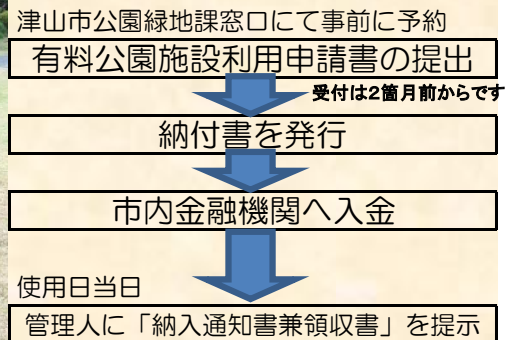 津山市公園緑地課窓口にて事前に予約
有料公園施設利用申請書の提出
受付は2箇月前からです
納付書を発行
市内金融機関へ入金
使用日当日
管理人に「納入通知書兼領収書」を提示